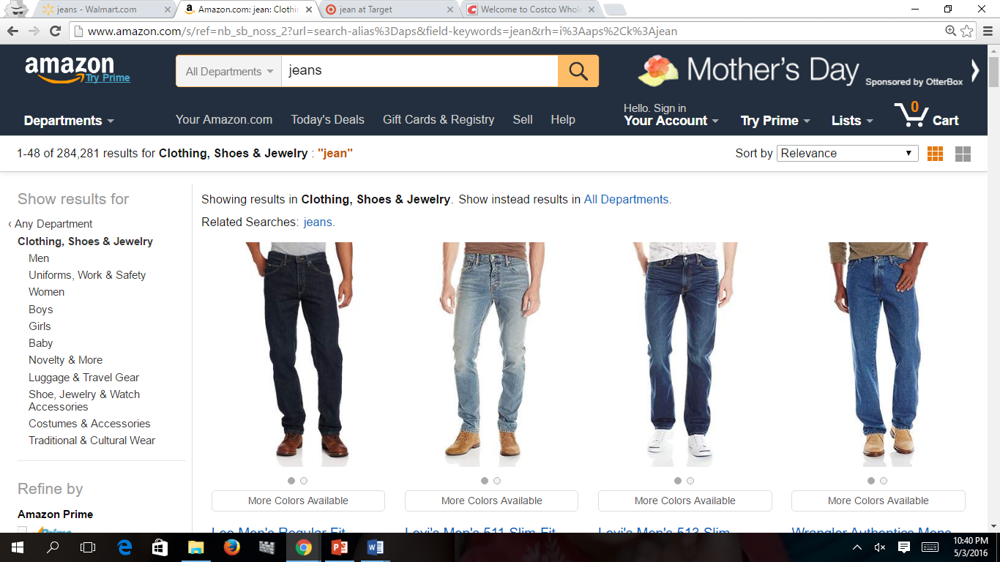 jeans - Walmart.com
Amazon.com: jean: Clothi
jean at Target
Welcome to Costco Whol
www.amazon.com/s/ref=nb_sb_noss_2?url=search-alias%3Daps&field-keywords=jean&rh=i%3Aaps%2Ck%3Ajean
amazon
Try Prime
All Departments
jeans
Mother's Day
Sponsored by OtterBox
Departments
Your Amazon.com
Today's Deals
Gift Cards & Registry
Sell
Help
Hello. Sign in
Your Account
Try Prime
Lists
0
Cart
1-48 of 284,281 results for Clothing, Shoes & Jewelry : "jean"
Sort by Relevance
Show results for
‹ Any Department
Clothing, Shoes & Jewelry
Men
Uniforms, Work & Safety
Women
Boys
Girls
Baby
Novelty & More
Luggage & Travel Gear
Shoe, Jewelry & Watch
Accessories
Costumes & Accessories
Traditional & Cultural Wear
Refine by
Amazon Prime
Prime
Showing results in Clothing, Shoes & Jewelry. Show instead results in All Departments.
Related Searches: jeans.
More Colors Available
More Colors Available
More Colors Available
More Colors Available
Lee Men's Regular Fit
Levi's Men's 511 Slim Fit
Levi's Men's 513 Slim
Wrangler Authentics Mens
10:40 PM
5/3/2016